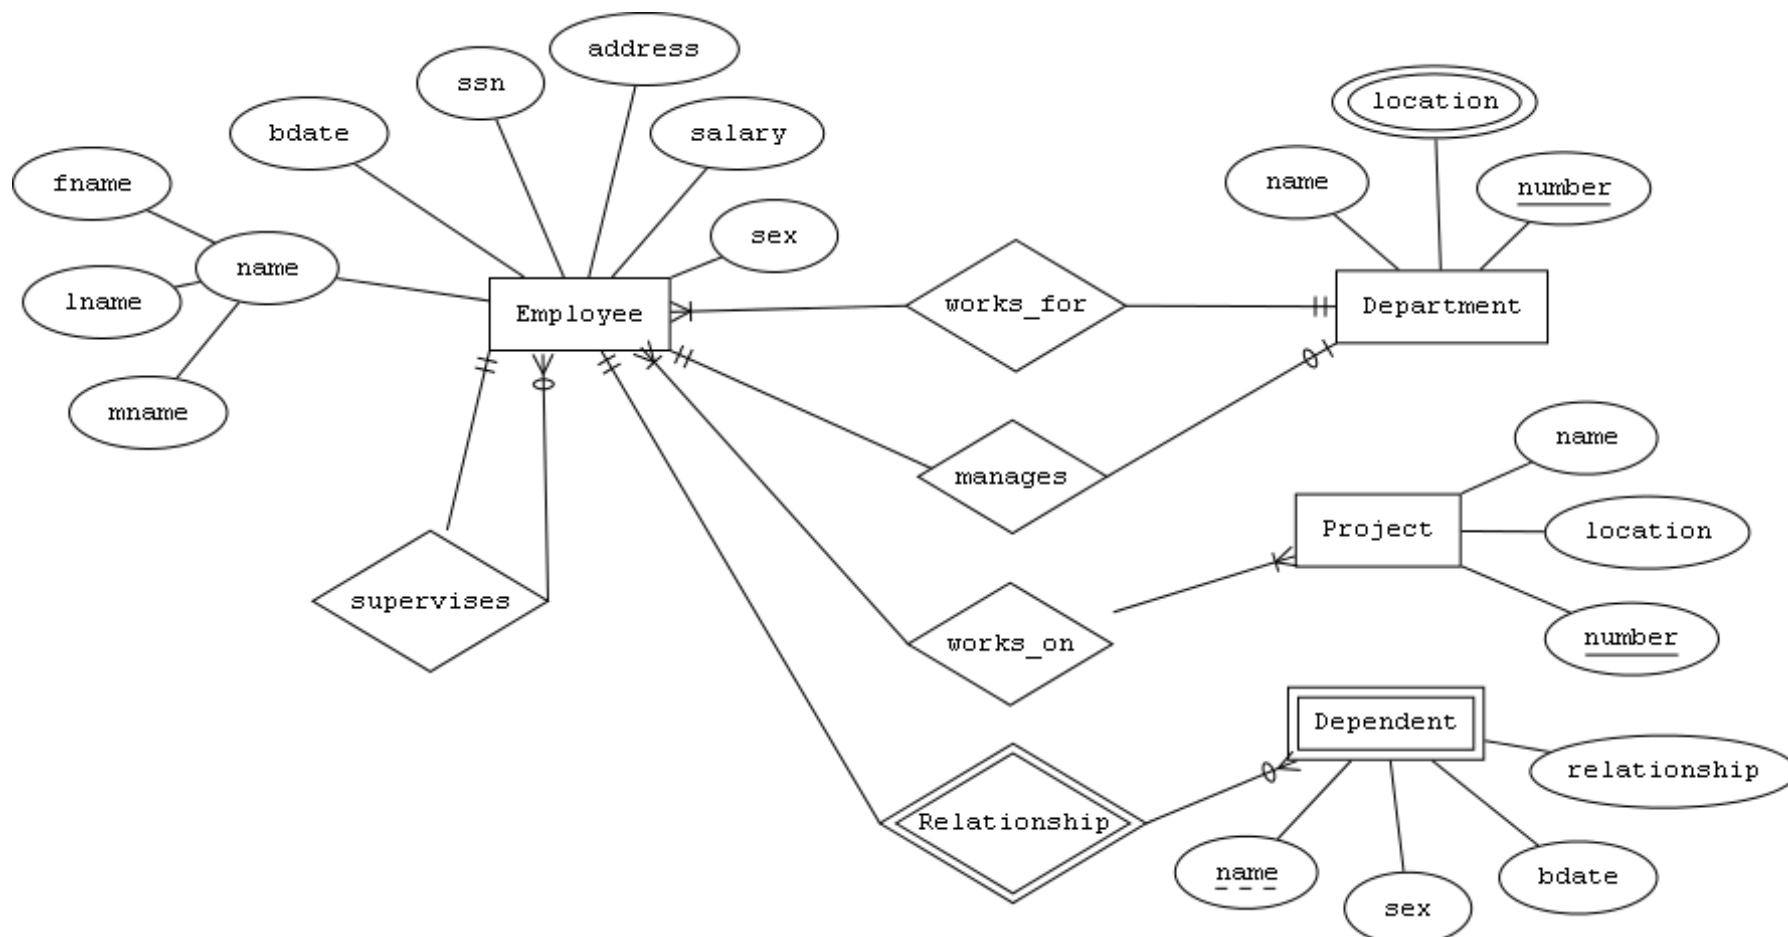 address
ssn
location
bdate
salary
fname
name
number
sex
name
lname
Employee
works_for
Department
mname
name
manages
Project
location
supervises
works_on
number
Dependent
relationship
Relationship
name
bdate
sex